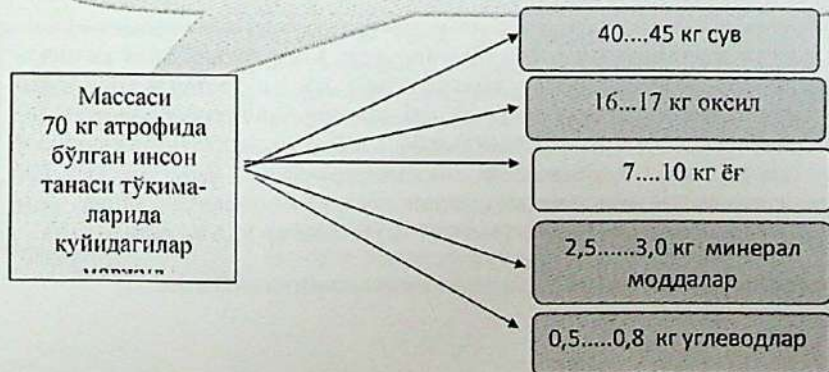 Массаси
70 кг атрофида
бўлган инсон
танаси тўқима-
ларида
қуйидагилар
40....45 кг сув
16...17 кг оқсил
7....10 кг ёғ
2,5......3,0 кг минерал
моддалар
0,5.....0,8 кг углеводлар